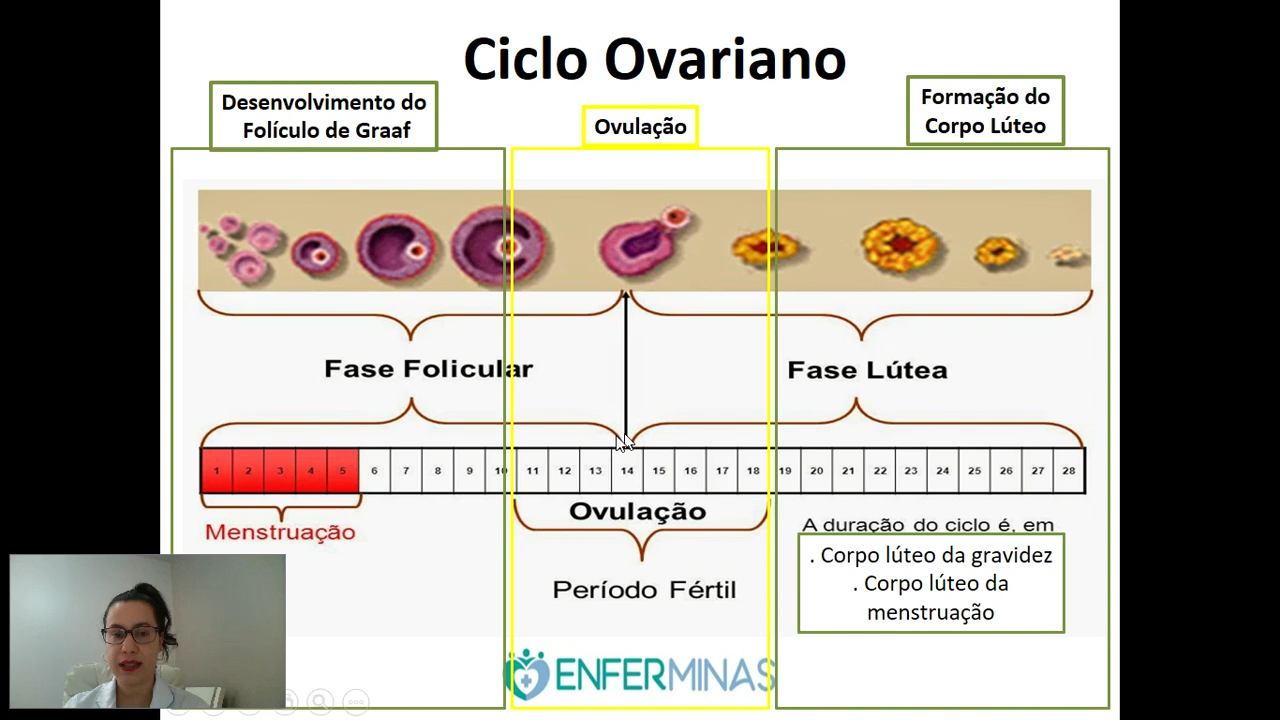 Ciclo Ovariano
Desenvolvimento do
Folículo de Graaf
Ovulação
Formação do
Corpo Lúteo
Fase Folicular
Fase Lútea
1 2 3 4 5 6 7 8 9 10 11 12 13 14 15 16 17 18 19 20 21 22 23 24 25 26 27 28
Menstruação
Ovulação
Período Fértil
A duração do ciclo é, em
. Corpo lúteo da gravidez
. Corpo lúteo da
menstruação
ENFERMINAS